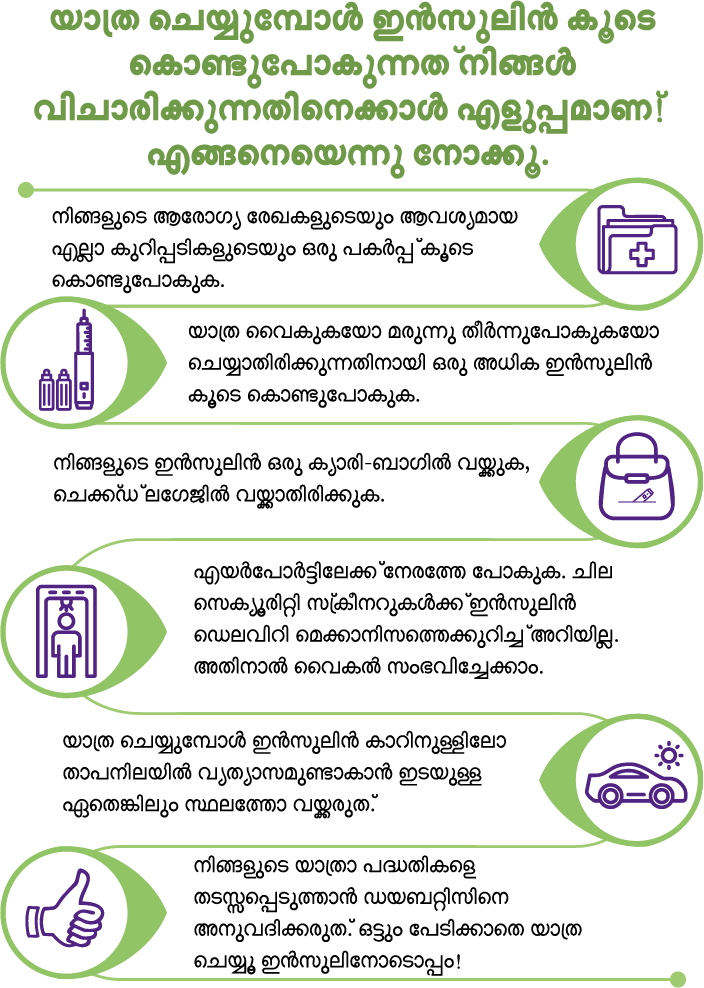 യാത്ര ചെയ്യുമ്പോൾ ഇൻസുലിൻ കൂടെ
കൊണ്ടുപോകുന്നത് നിങ്ങൾ
വിചാരിക്കുന്നതിനെക്കാൾ എളുപ്പമാണ്!
എങ്ങനെയെന്നു നോക്കൂ.
നിങ്ങളുടെ ആരോഗ്യ രേഖകളുടെയും ആവശ്യമായ
എല്ലാ കുറിപ്പടികളുടെയും ഒരു പകർപ്പ് കൂടെ
കൊണ്ടുപോകുക.
യാത്ര വൈകുകയോ മരുന്നു തീർന്നുപോകുകയോ
ചെയ്യാതിരിക്കുന്നതിനായി ഒരു അധിക ഇൻസുലിൻ
കൂടെ കൊണ്ടുപോകുക.
നിങ്ങളുടെ ഇൻസുലിൻ ഒരു ക്യാരി-ബാഗിൽ വയ്ക്കുക,
ചെക്ക്ഡ് ലഗേജിൽ വയ്ക്കാതിരിക്കുക.
എയർപോർട്ടിലേക്ക് നേരത്തേ പോകുക. ചില
സെക്യൂരിറ്റി സ്ക്രീനറുകൾക്ക് ഇൻസുലിൻ
ഡെലവിറി മെക്കാനിസത്തെക്കുറിച്ച് അറിയില്ല.
അതിനാൽ വൈകൽ സംഭവിച്ചേക്കാം.
യാത്ര ചെയ്യുമ്പോൾ ഇൻസുലിൻ കാറിനുള്ളിലോ
താപനിലയിൽ വ്യത്യാസമുണ്ടാകാൻ ഇടയുള്ള
ഏതെങ്കിലും സ്ഥലത്തോ വയ്ക്കരുത്.
നിങ്ങളുടെ യാത്രാ പദ്ധതികളെ
തടസ്സപ്പെടുത്താൻ ഡയബറ്റിസിനെ
അനുവദിക്കരുത്. ഒട്ടും പേടിക്കാതെ യാത്ര
ചെയ്യൂ ഇൻസുലിനോടൊപ്പം!